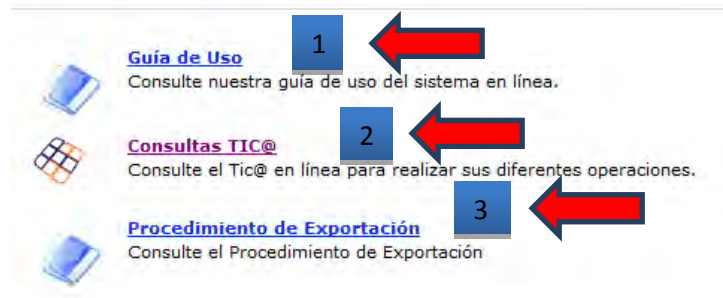 1
Guía de Uso
Consulte nuestra guía de uso del sistema en línea.
2
Consultas TIC@
Consulte el Tic@ en línea para realizar sus diferentes operaciones.
3
Procedimiento de Exportación
Consulte el Procedimiento de Exportación